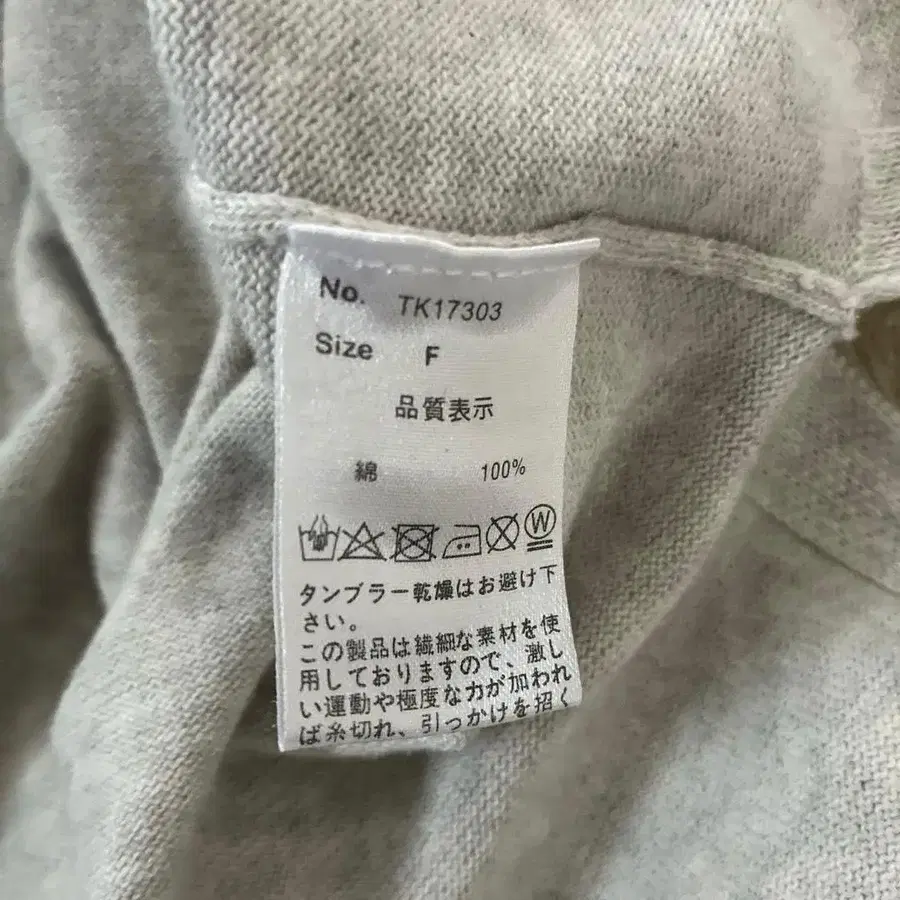 No. TK17303
Size F
品質表示
綿 100%
W
タンブラー乾燥はお避け下
さい。
この製品は繊細な素材を使
用しておりますので、激し
い運動や極度な力が加われ
ば糸切れ、引っかけを招く